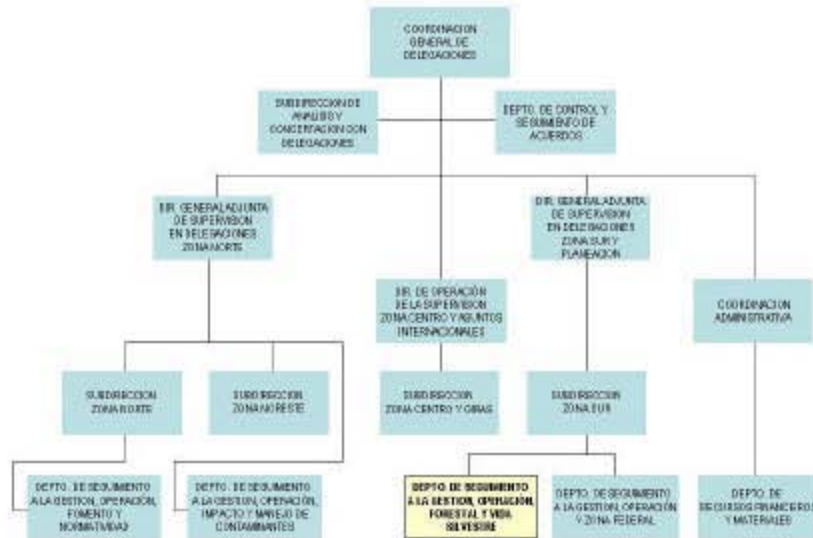 COORDINACION
GENERAL DE
DELEGACIONES
SUBDIRECCION DE
ANALISIS Y
CONCERTACION CON
DELEGACIONES
DEPTO. DE CONTROL Y
SEGUIMIENTO DE
ACUERDOS
DIR. GENERAL ADJUNTA
DE SUPERVISION
EN DELEGACIONES
ZONA NORTE
DIR. GENERAL ADJUNTA
DE SUPERVISION
EN DELEGACIONES
ZONA SUR Y
PLANEACION
DIR. DE OPERACIÓN
DE LA SUPERVISION
ZONA CENTRO Y ASUNTOS
INTERNACIONALES
COORDINACION
ADMINISTRATIVA
SUBDIRECCION
ZONA NORTE
SUBDIRECCION
ZONA NORESTE
SUBDIRECCION
ZONA CENTRO Y GIRAS
SUBDIRECCION
ZONA SUR
DEPTO. DE SEGUIMIENTO
A LA GESTION, OPERACIÓN,
FOMENTO Y
NORMATIVIDAD
DEPTO. DE SEGUIMIENTO
A LA GESTION, OPERACIÓN,
IMPACTO Y MANEJO DE
CONTAMINANTES
DEPTO. DE SEGUIMIENTO
A LA GESTION, OPERACIÓN,
FORESTAL Y VIDA
SILVESTRE
DEPTO. DE SEGUIMIENTO
A LA GESTION, OPERACIÓN
Y ZONA FEDERAL
DEPTO. DE
RECURSOS FINANCIEROS
Y MATERIALES